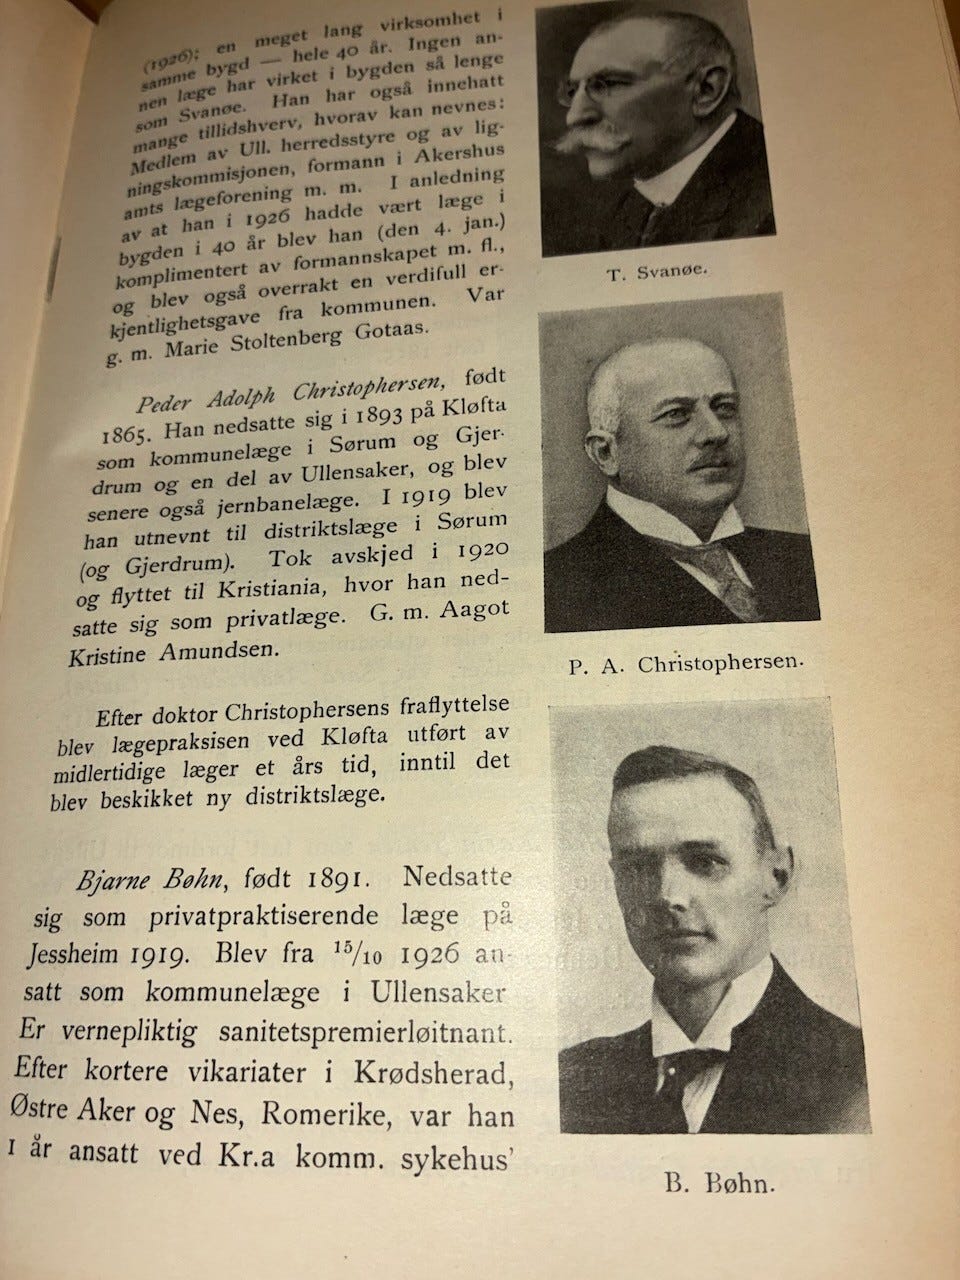 (1926); en meget lang virksomhet i
samme bygd — hele 40 år. Ingen an-
nen læge har virket i bygden så lenge
som Svanøe. Han har også innehatt
mange tillidshverv, hvorav kan nevnes:
Medlem av Ull. herredsstyre og av lig-
ningskommisjonen, formann i Akershus
amts lægeforening m. m. I anledning
av at han i 1926 hadde vært læge i
bygden i 40 år blev han (den 4. jan.)
komplimentert av formannskapet m. fl.,
og blev også overrakt en verdifull er-
kjentlighetsgave fra kommunen. Var
g. m. Marie Stoltenberg Gotaas.
Peder Adolph Christophersen, født
1865. Han nedsatte sig i 1893 på Kløfta
som kommunelæge i Sørum og Gjer-
drum og en del av Ullensaker, og blev
senere også jernbanelæge. I 1919 blev
han utnevnt til distriktslæge i Sørum
(og Gjerdrum). Tok avskjed i 1920
og flyttet til Kristiania, hvor han ned-
satte sig som privatlæge. G. m. Aagot
Kristine Amundsen.
Efter doktor Christophersens fraflyttelse
blev lægepraksisen ved Kløfta utført av
midlertidige læger et års tid, inntil det
blev beskikket ny distriktslæge.
Bjarne Bøhn, født 1891. Nedsatte
sig som privatpraktiserende læge på
Jessheim 1919. Blev fra 15/10 1926 an-
satt som kommunelæge i Ullensaker
Er vernepliktig sanitetspremierløitnant.
Efter kortere vikariater i Krødsherad,
Østre Aker og Nes, Romerike, var han
1 år ansatt ved Kr.a komm. sykehus'
T. Svanøe.
P. A. Christophersen.
B. Bøhn.